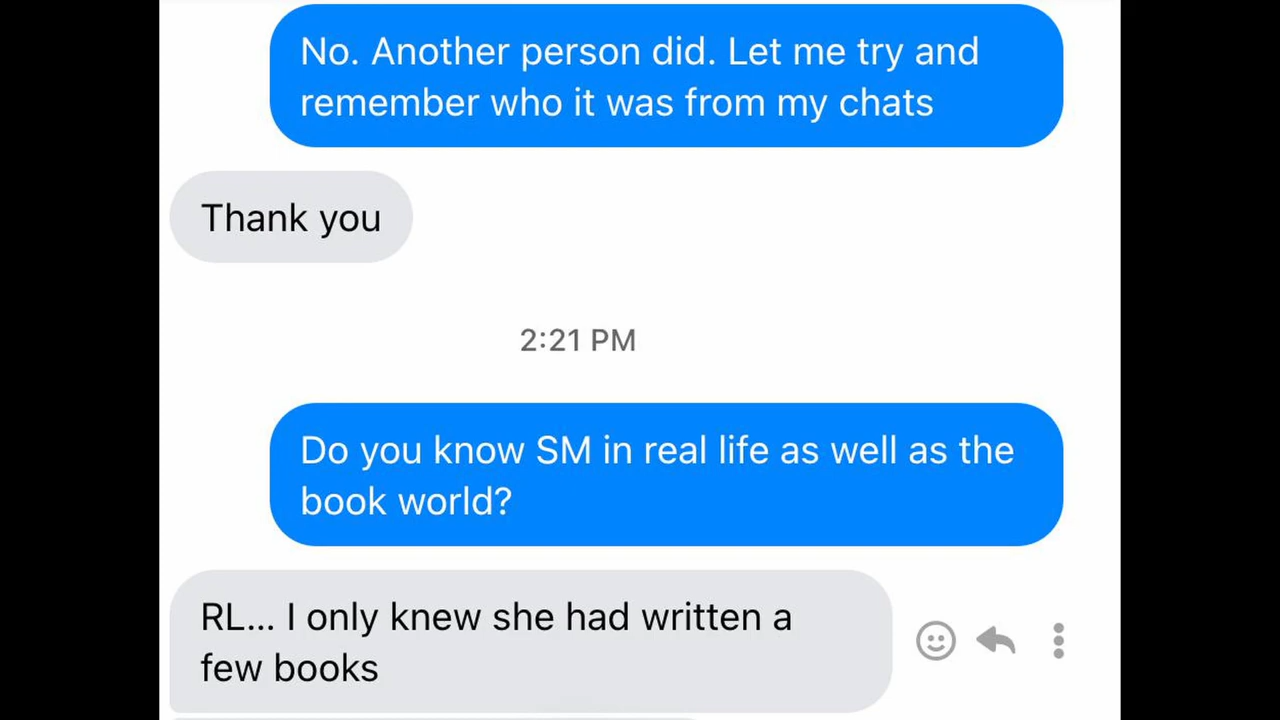 No. Another person did. Let me try and
remember who it was from my chats
Thank you
2:21 PM
Do you know SM in real life as well as the
book world?
RL... I only knew she had written a
few books